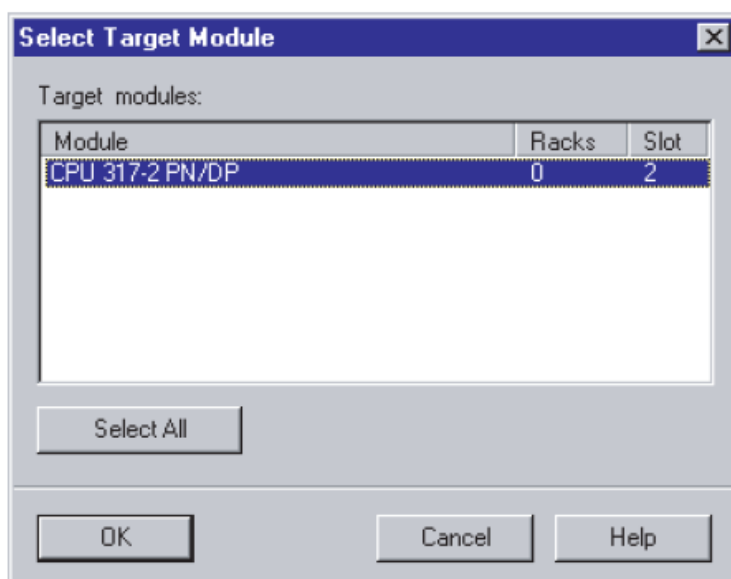 Select Target Module
Target modules:
Module Racks Slot
CPU 317-2 PN/DP 0 2
Select All
OK Cancel Help